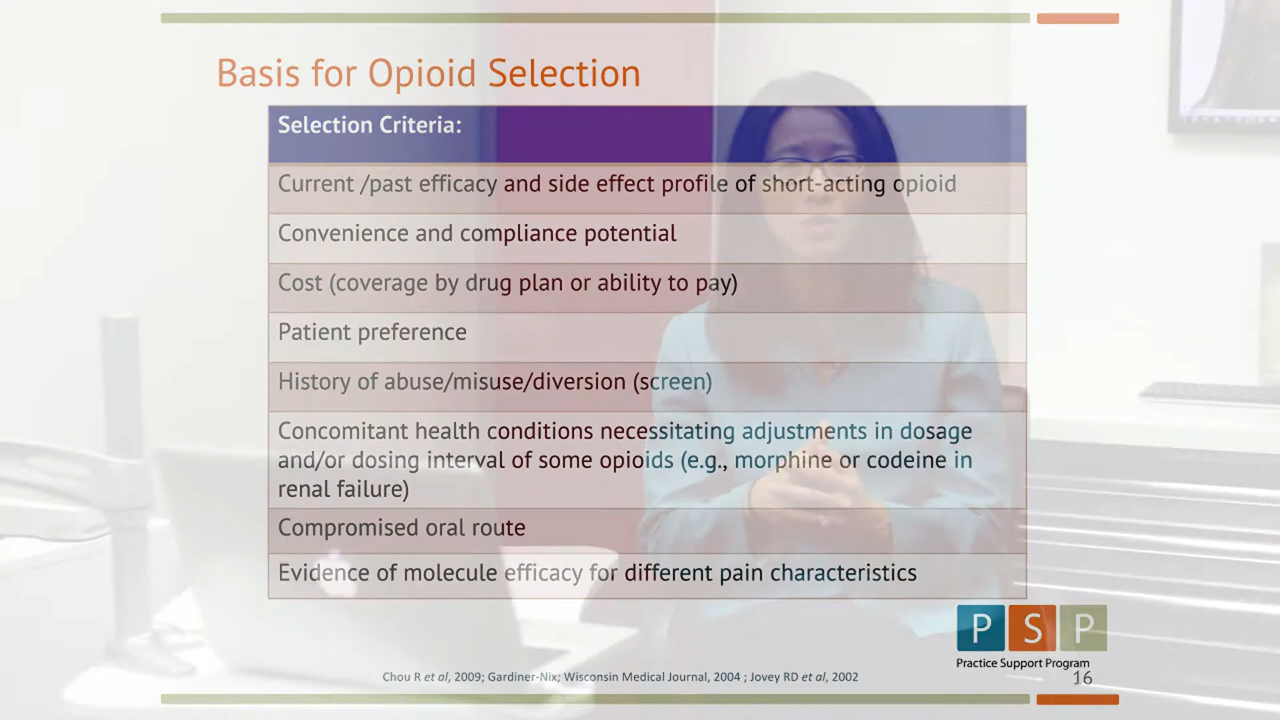 Basis for Opioid Selection
Selection Criteria:
Current /past efficacy and side effect profile of short-acting opioid
Convenience and compliance potential
Cost (coverage by drug plan or ability to pay)
Patient preference
History of abuse/misuse/diversion (screen)
Concomitant health conditions necessitating adjustments in dosage
and/or dosing interval of some opioids (e.g., morphine or codeine in
renal failure)
Compromised oral route
Evidence of molecule efficacy for different pain characteristics
P S P
Practice Support Program
16
Chou R et al, 2009; Gardiner-Nix; Wisconsin Medical Journal, 2004 ; Jovey RD et al, 2002